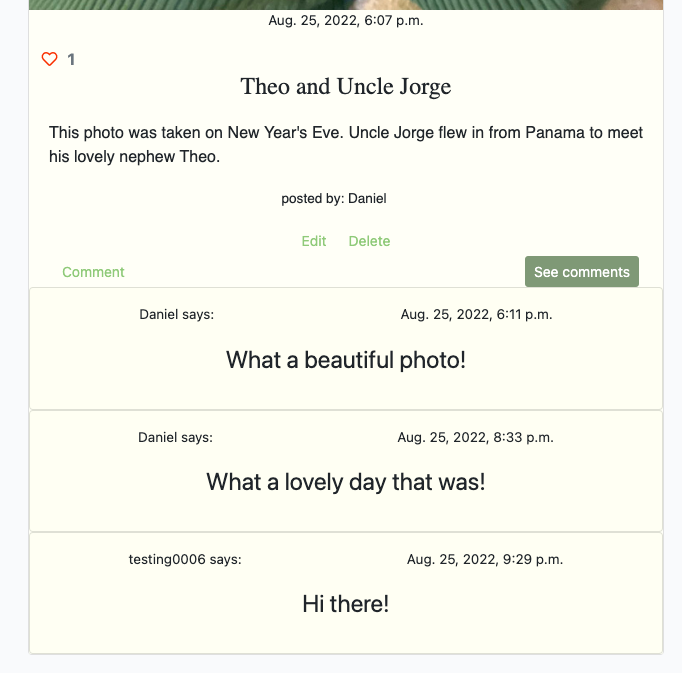 Aug. 25, 2022, 6:07 p.m.
1
Theo and Uncle Jorge
This photo was taken on New Year's Eve. Uncle Jorge flew in from Panama to meet
his lovely nephew Theo.
posted by: Daniel
Edit Delete
Comment See comments
Daniel says: Aug. 25, 2022, 6:11 p.m.
What a beautiful photo!
Daniel says: Aug. 25, 2022, 8:33 p.m.
What a lovely day that was!
testing0006 says: Aug. 25, 2022, 9:29 p.m.
Hi there!